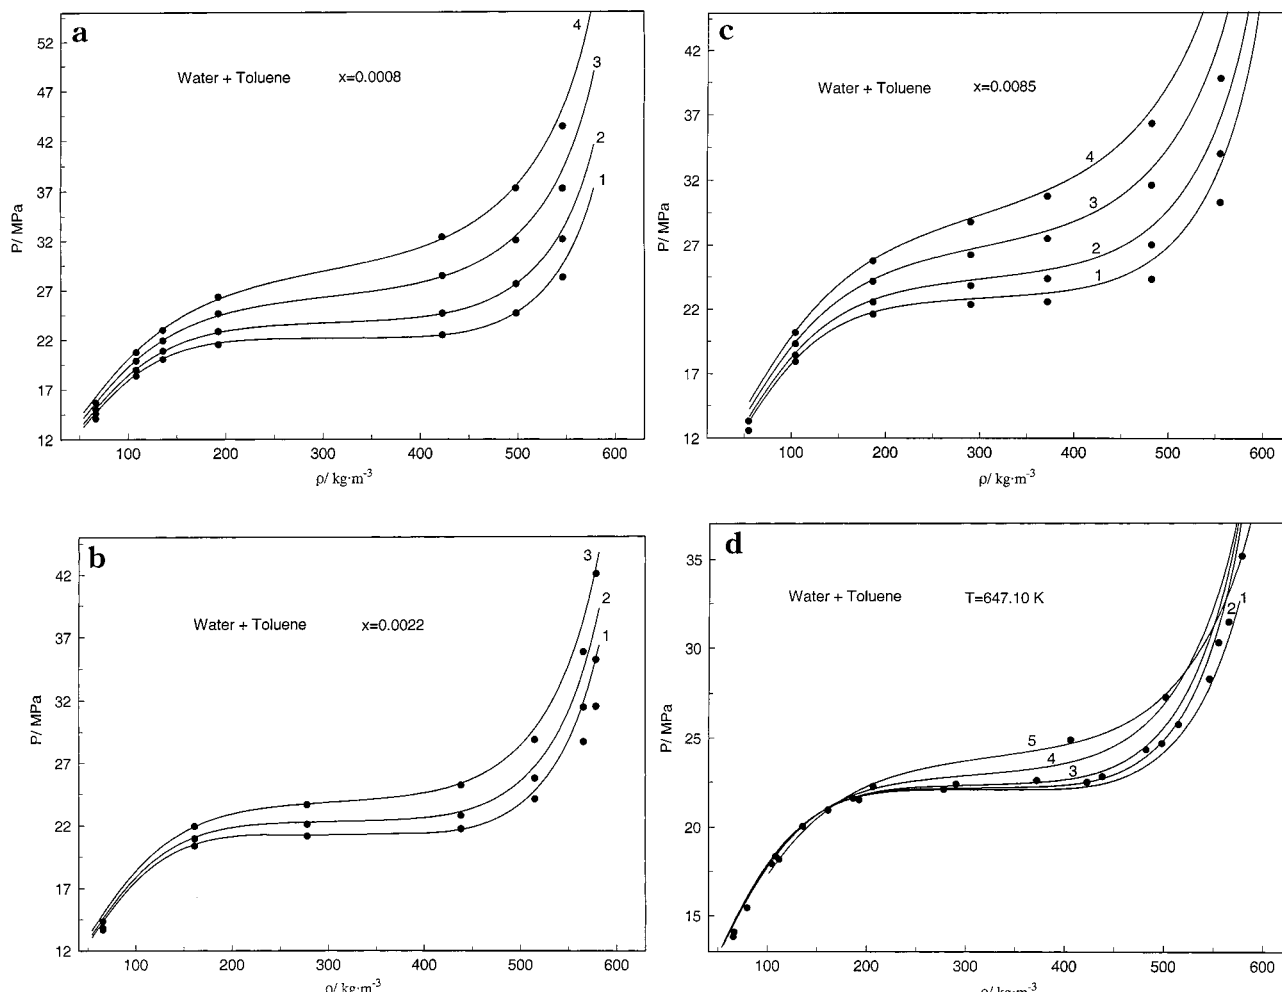 a
Water + Toluene x=0.0008
4
3
2
1
52
47
42
37
32
27
22
17
12
P/ MPa
100 200 300 400 500 600
ρ/ kg·m-3
c
Water + Toluene x=0.0085
4
3
2
1
42
37
32
27
22
17
12
P/ MPa
100 200 300 400 500 600
ρ/ kg·m-3
b
Water + Toluene x=0.0022
3
2
1
42
37
32
27
22
17
12
P/ MPa
100 200 300 400 500 600
ρ/ kg·m-3
d
Water + Toluene T=647.10 K
1
2
5
4
3
35
30
25
20
15
P/ MPa
100 200 300 400 500 600
ρ/ kg·m-3